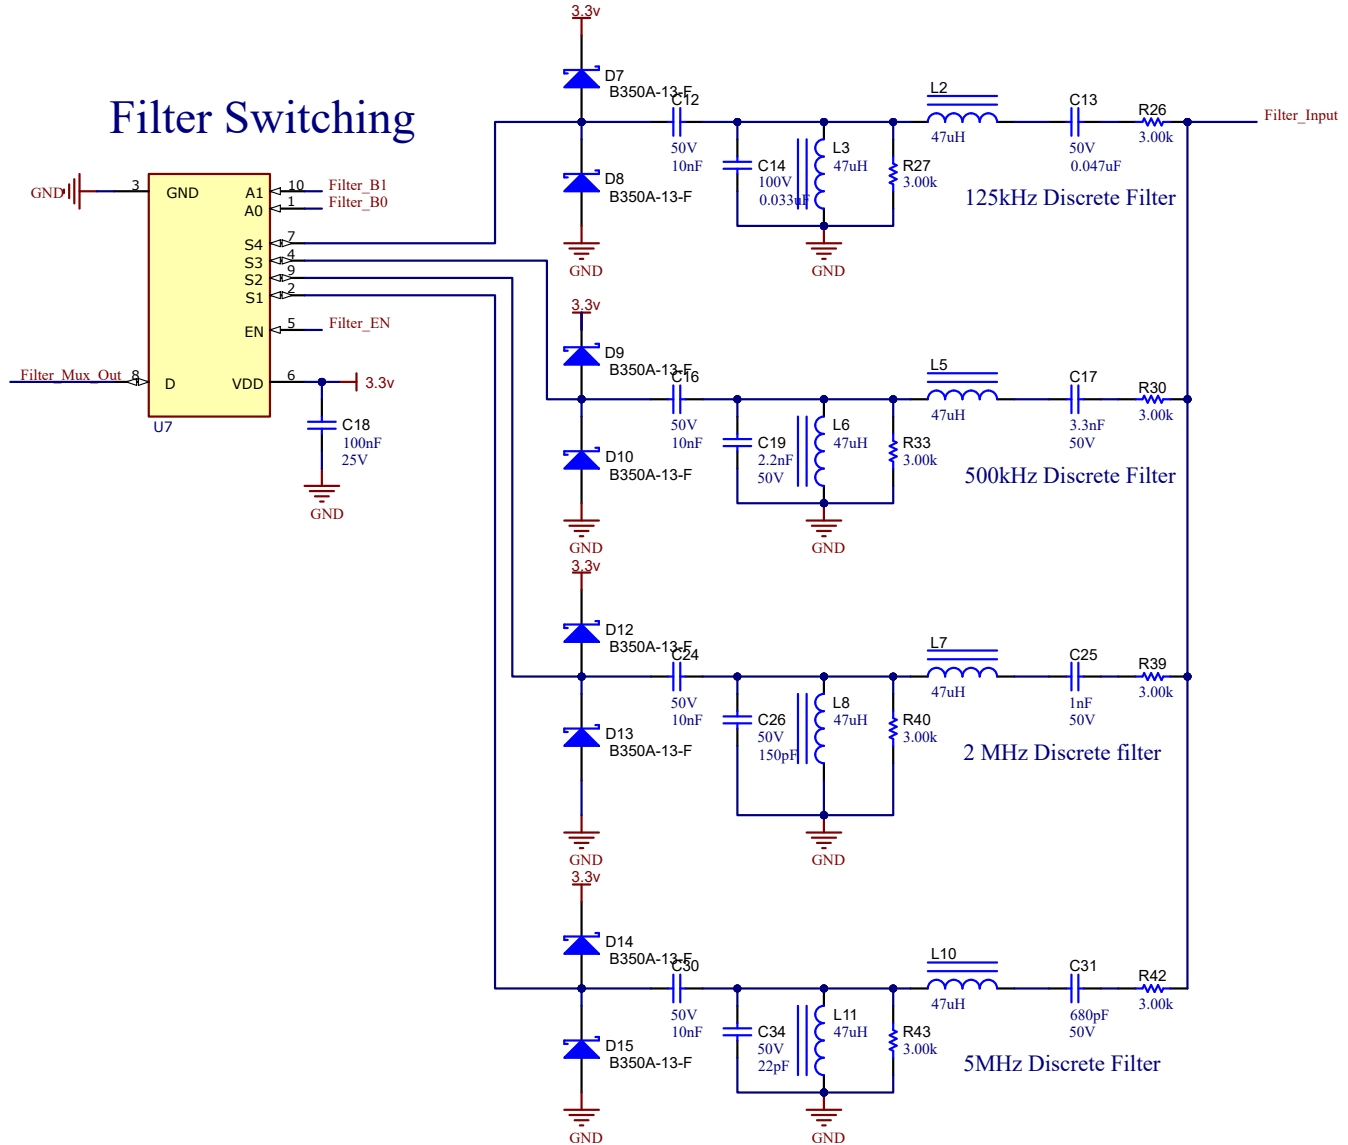 Filter Switching
GND
3
GND
A1
10
Filter_B1
A0
1
Filter_B0
S4
7
S3
4
S2
9
S1
2
EN
5
Filter_EN
Filter_Mux_Out
8
D
VDD
6
3.3v
U7
C18
100nF
25V
GND
3.3v
D7
B350A-13-F
D8
B350A-13-F
GND
C12
50V
10nF
C14
100V
0.033uF
L3
47uH
R27
3.00k
GND
L2
47uH
C13
50V
0.047uF
R26
3.00k
Filter_Input
125kHz Discrete Filter
3.3v
D9
B350A-13-F
D10
B350A-13-F
GND
C16
50V
10nF
C19
2.2nF
50V
L6
47uH
R33
3.00k
GND
L5
47uH
C17
3.3nF
50V
R30
3.00k
500kHz Discrete Filter
3.3v
D12
B350A-13-F
D13
B350A-13-F
GND
C24
50V
10nF
C26
50V
150pF
L8
47uH
R40
3.00k
GND
L7
47uH
C25
1nF
50V
R39
3.00k
2 MHz Discrete filter
3.3v
D14
B350A-13-F
D15
B350A-13-F
GND
C30
50V
10nF
C34
50V
22pF
L11
47uH
R43
3.00k
GND
L10
47uH
C31
680pF
50V
R42
3.00k
5MHz Discrete Filter